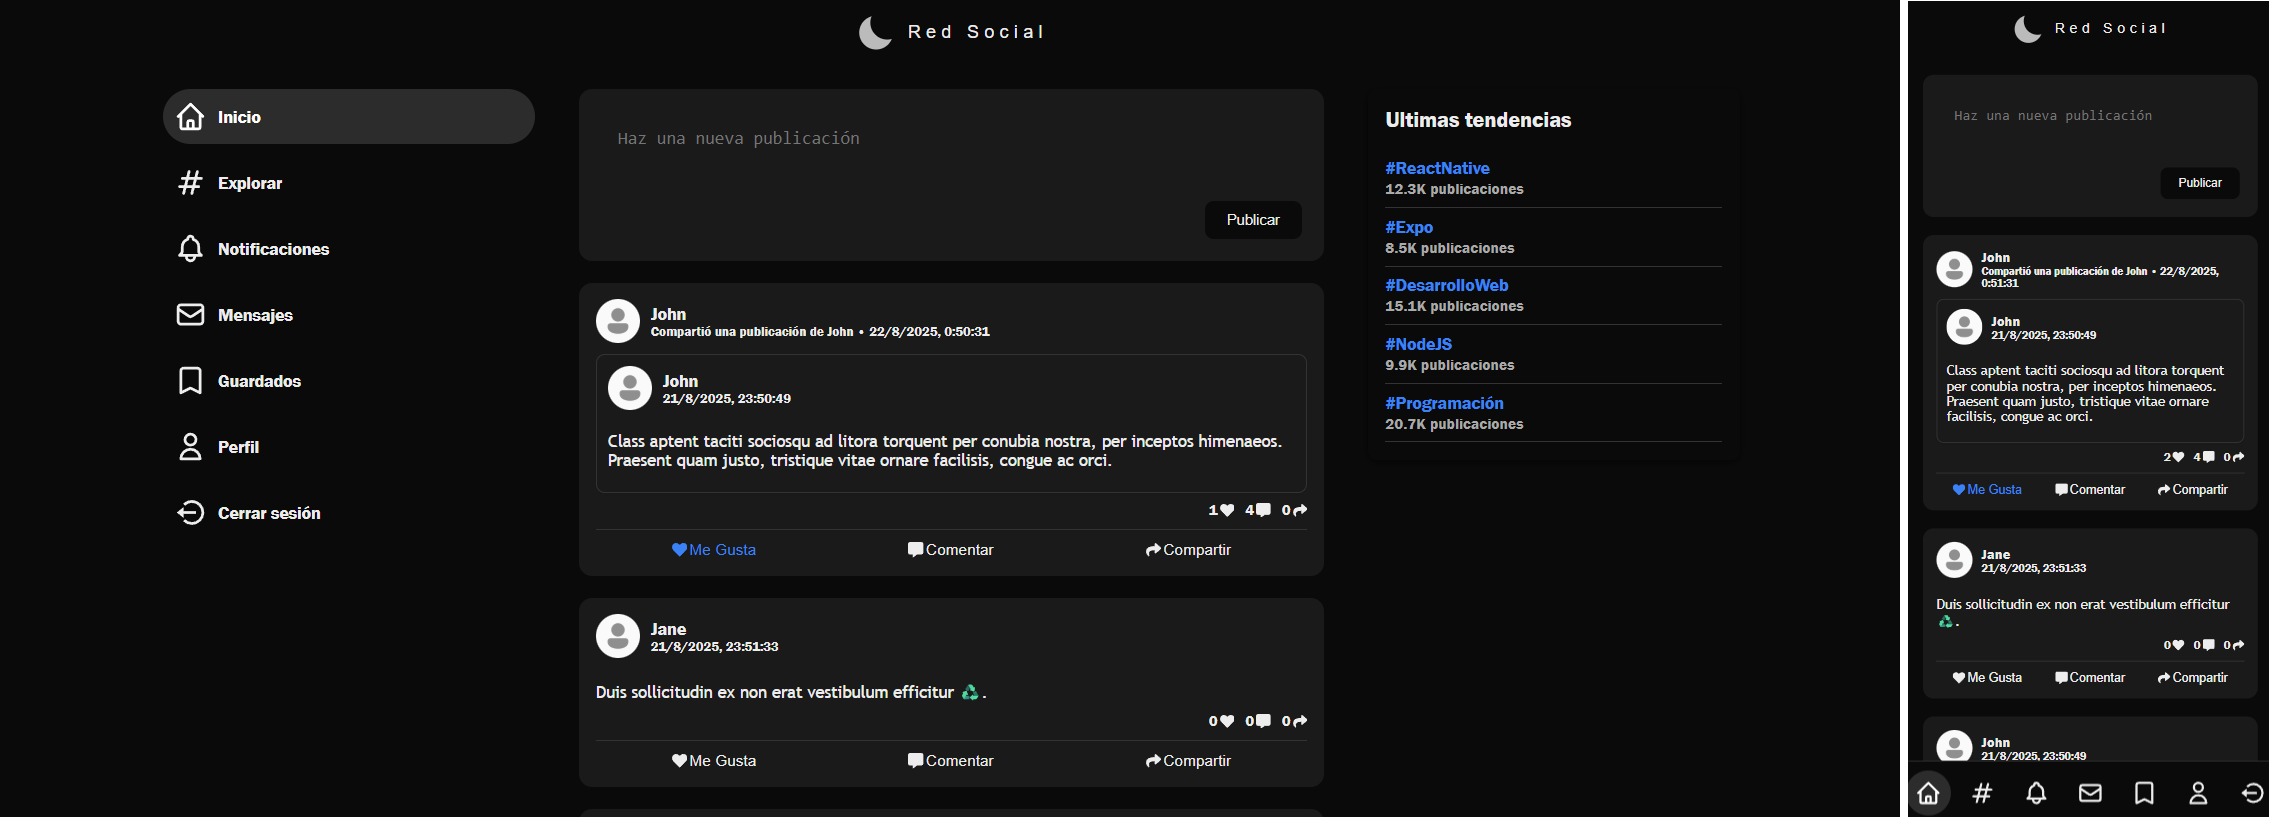 Red Social
Inicio
Explorar
Notificaciones
Mensajes
Guardados
Perfil
Cerrar sesión
Haz una nueva publicación
Publicar
John
Compartió una publicación de John • 22/8/2025, 0:50:31
John
21/8/2025, 23:50:49
Class aptent taciti sociosqu ad litora torquent per conubia nostra, per inceptos himenaeos.
Praesent quam justo, tristique vitae ornare facilisis, congue ac orci.
1 4 0
Me Gusta Comentar Compartir
Jane
21/8/2025, 23:51:33
Duis sollicitudin ex non erat vestibulum efficitur ♻.
0 0 0
Me Gusta Comentar Compartir
Ultimas tendencias
#ReactNative
12.3K publicaciones
#Expo
8.5K publicaciones
#DesarrolloWeb
15.1K publicaciones
#NodeJS
9.9K publicaciones
#Programación
20.7K publicaciones
Red Social
Haz una nueva publicación
Publicar
John
Compartió una publicación de John • 22/8/2025,
0:51:31
John
21/8/2025, 23:50:49
Class aptent taciti sociosqu ad litora torquent
per conubia nostra, per inceptos himenaeos.
Praesent quam justo, tristique vitae ornare
facilisis, congue ac orci.
2 4 0
Me Gusta Comentar Compartir
Jane
21/8/2025, 23:51:33
Duis sollicitudin ex non erat vestibulum efficitur
♻.
0 0 0
Me Gusta Comentar Compartir
John
21/8/2025, 23:50:49